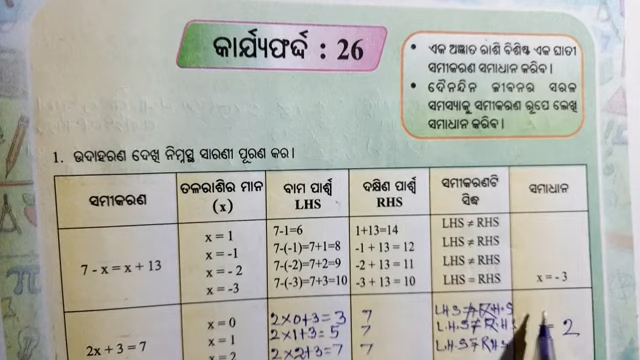 କାର୍ଯ୍ୟଫର୍ଦ୍ଦ : 26
• ଏକ ଅଜ୍ଞାତ ରାଶି ବିଶିଷ୍ଟ ଏକ ଘାତୀ
ସମୀକରଣ ସମାଧାନ କରିବା ।
• ଦୈନନ୍ଦିନ ଜୀବନର ସରଳ
ସମସ୍ୟାକୁ ସମୀକରଣ ରୂପେ ଲେଖି
ସମାଧାନ କରିବା ।
1. ଉଦାହରଣ ଦେଖି ନିମ୍ନସ୍ଥ ସାରଣୀ ପୂରଣ କର ।
ସମୀକରଣ ଚଳରାଶିର ମାନ (x) ବାମ ପାର୍ଶ୍ଵ LHS ଦକ୍ଷିଣ ପାର୍ଶ୍ଵ RHS ସମୀକରଣଟି ସିଦ୍ଧ ସମାଧାନ
7 - x = x + 13
x = 1 7-1=6 1+13=14 LHS ≠ RHS
x = -1 7-(-1)=7+1=8 -1 + 13 = 12 LHS ≠ RHS
x = - 2 7-(-2)=7+2=9 -2 + 13 = 11 LHS ≠ RHS
x = -3 7-(-3)=7+3=10 -3 + 13 = 10 LHS = RHS x = - 3
2x + 3 = 7
x = 0 2×0+3=3 7 L.H.S ≠ R.H.S
x = 1 2×1+3=5 7 L.H.S ≠ R.H.S = 2
x = 2 2×2+3=7 7